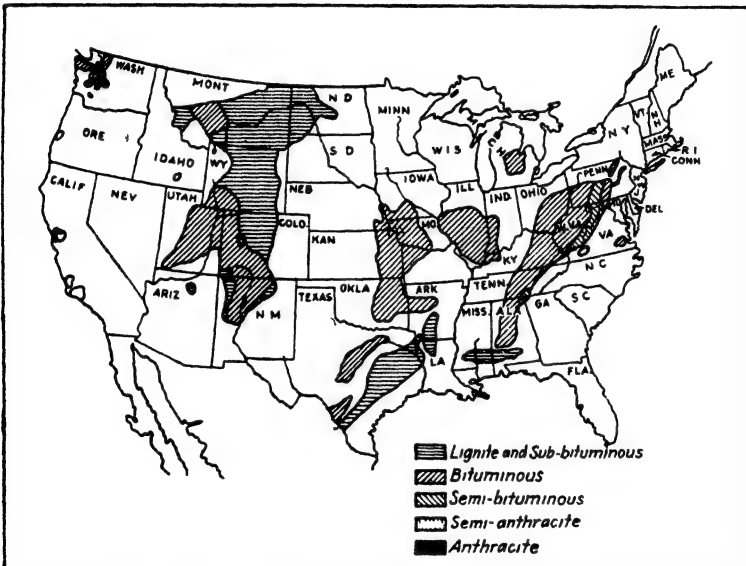 WASH
MONT
N D
MINN
ME
ORE
IDAHO
WY
S D
WIS
N Y
VT
N H
MASS
R I
CONN
CALIF
NEV
UTAH
NEB
IOWA
ILL
IND
OHIO
PENN
DEL
COLO
KAN
MO
KY
VA
ARIZ
N M
OKLA
ARK
TENN
N C
TEXAS
MISS
ALA
GA
S C
LA
FLA
Lignite and Sub-bituminous
Bituminous
Semi-bituminous
Semi-anthracite
Anthracite